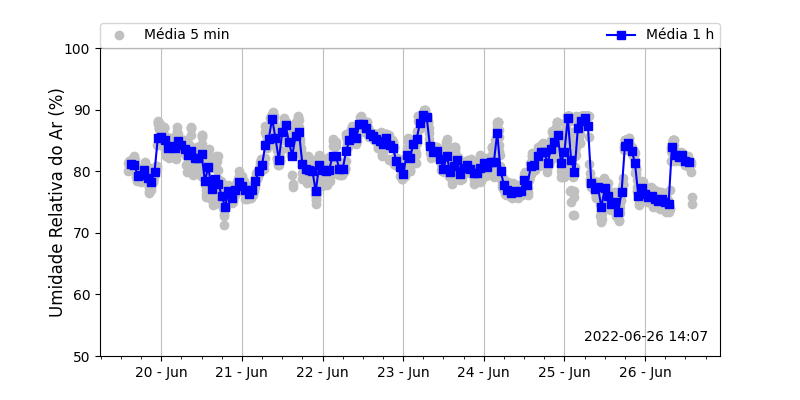 Média 5 min
Média 1 h
Umidade Relativa do Ar (%)
100
90
80
70
60
50
20 - Jun
21 - Jun
22 - Jun
23 - Jun
24 - Jun
25 - Jun
26 - Jun
2022-06-26 14:07